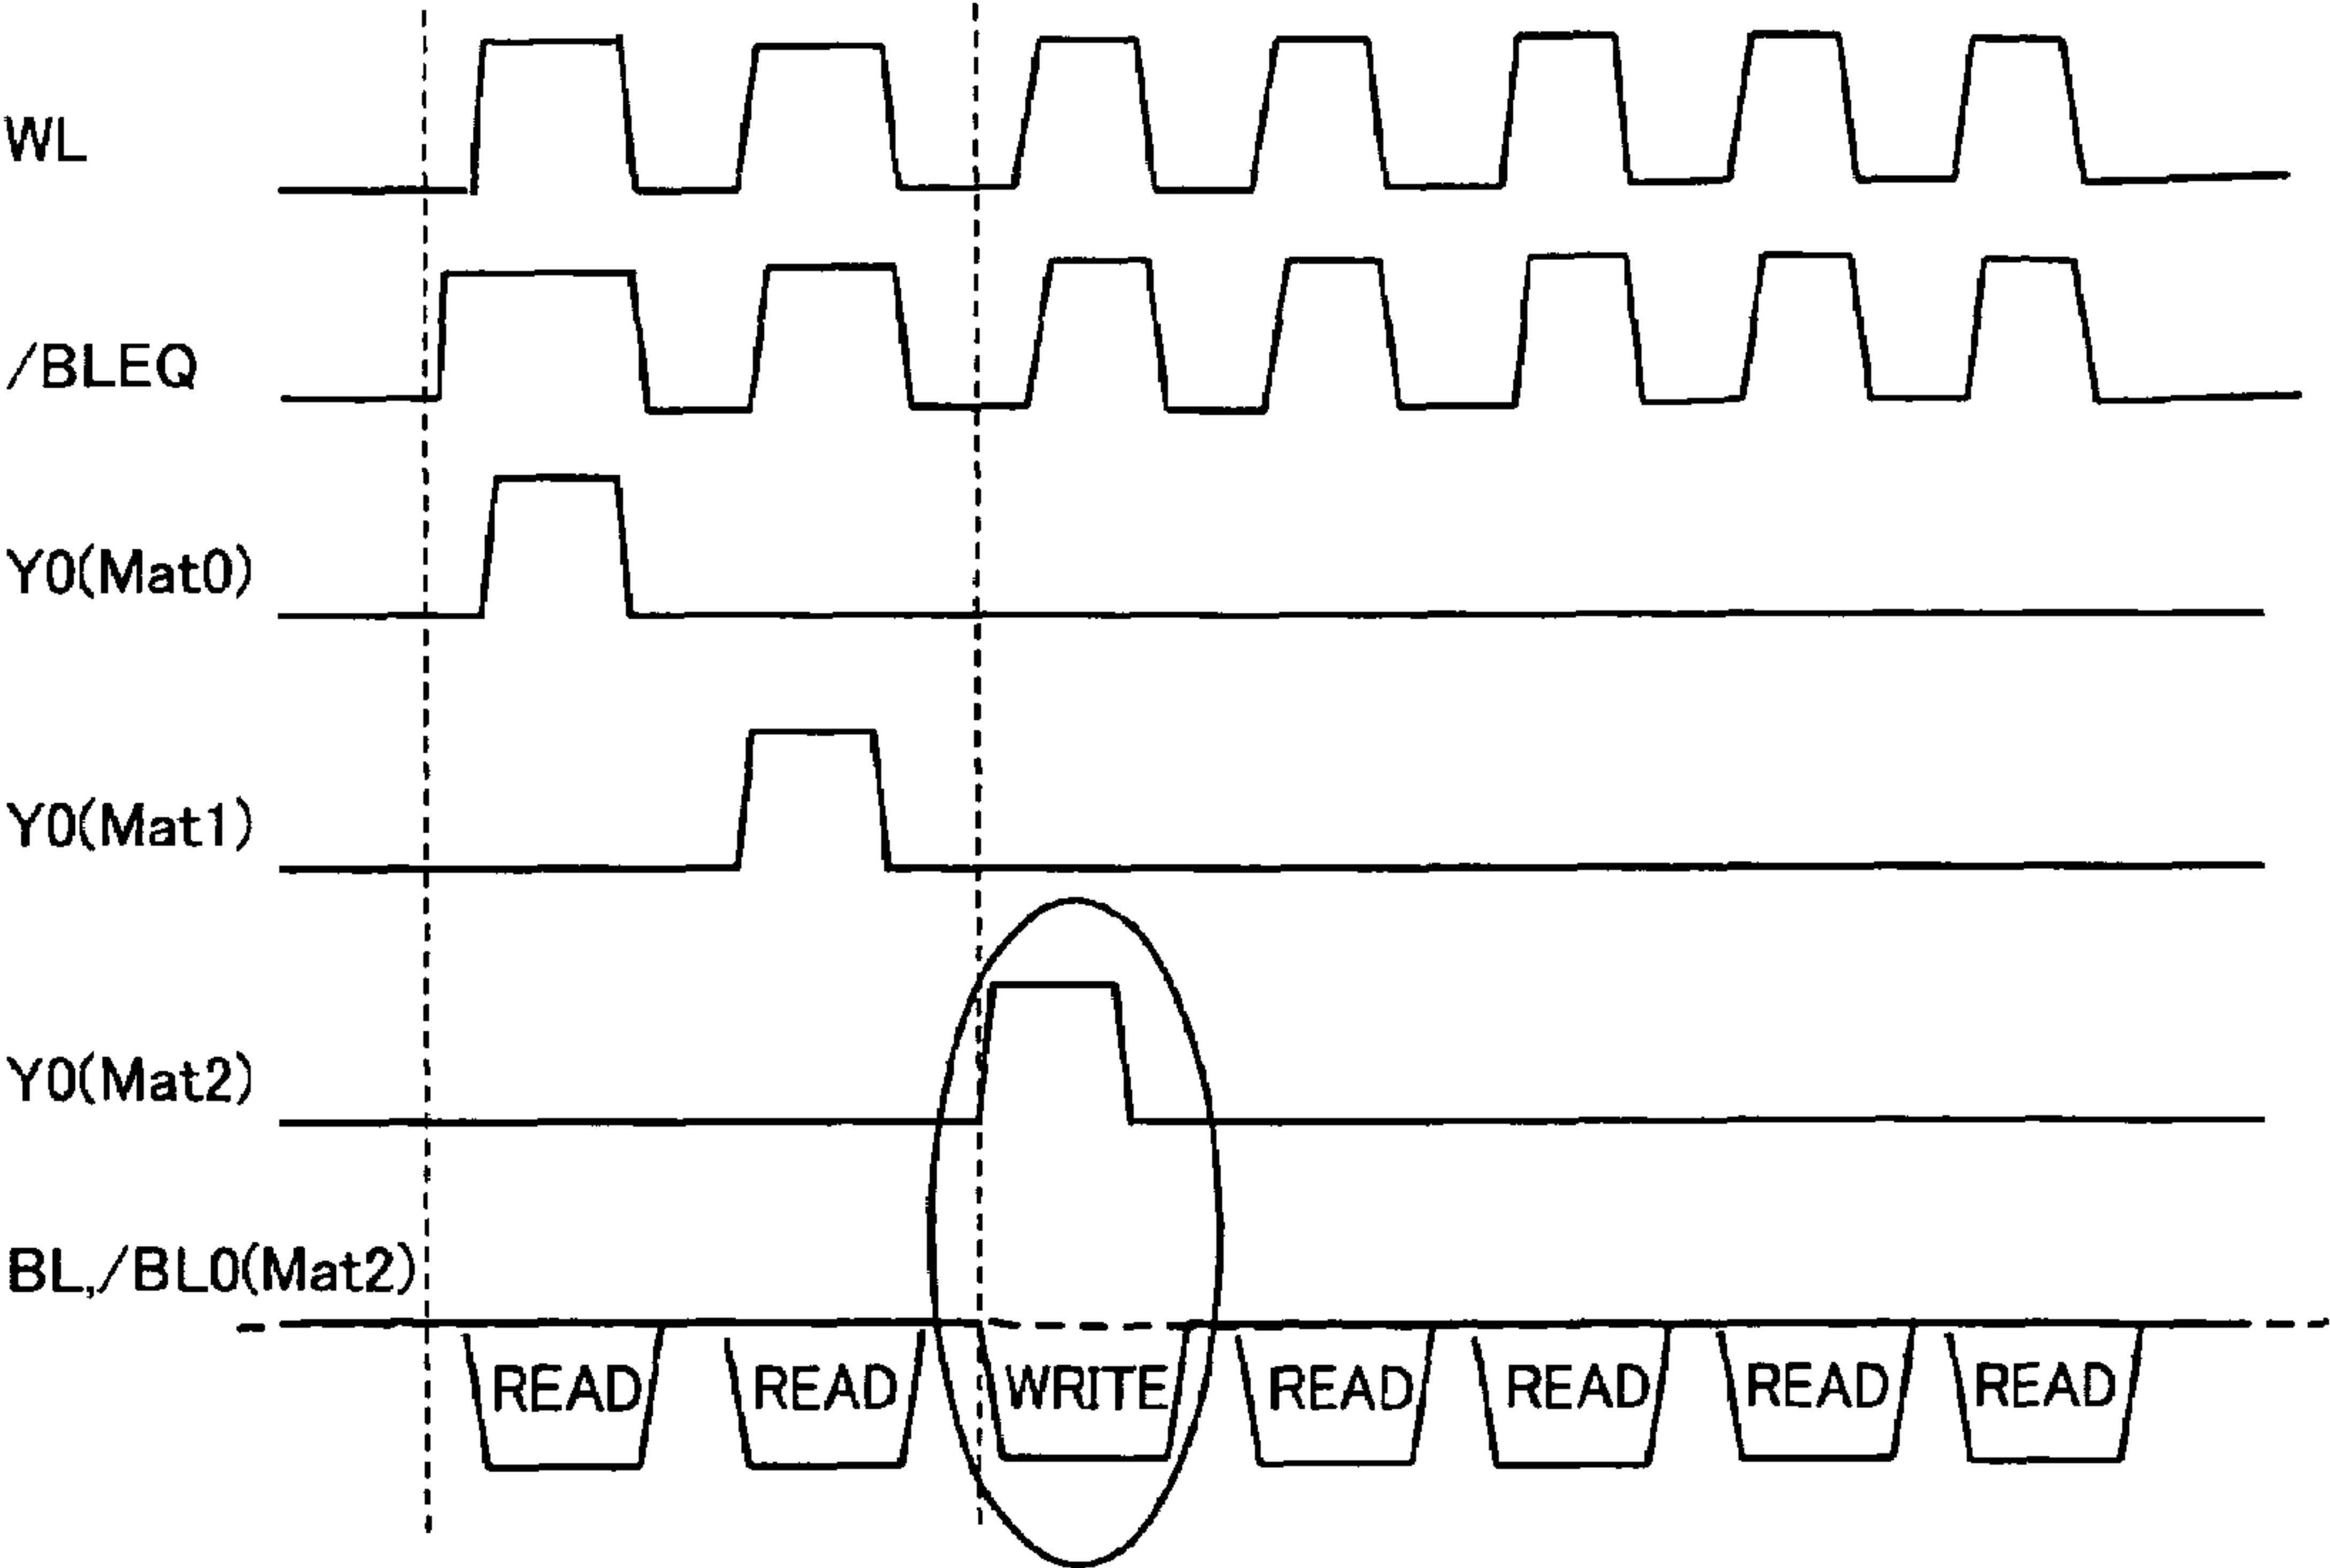 WL
/BLEQ
Y0(Mat0)
Y0(Mat1)
Y0(Mat2)
BL,/BL0(Mat2)
READ READ WRITE READ READ READ READ